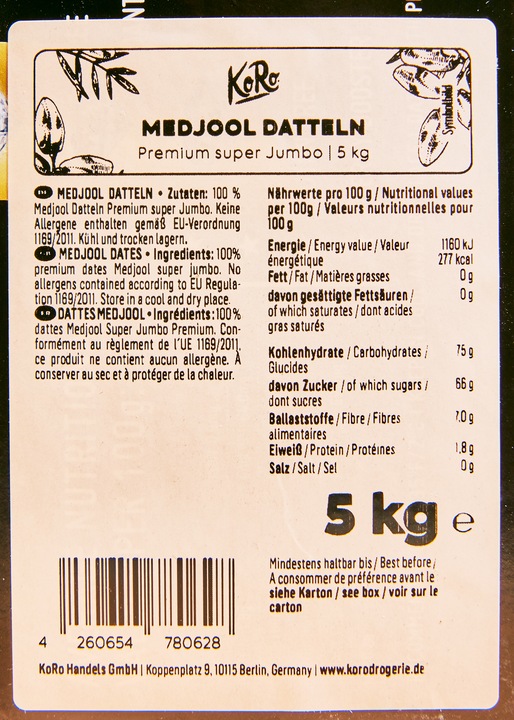 KoRo
Symbolbild
MEDJOOL DATTELN
Premium super Jumbo | 5 kg
MEDJOOL DATTELN • Zutaten: 100 %
Medjool Datteln Premium super Jumbo. Keine
Allergene enthalten gemäß EU-Verordnung
1169/2011. Kühl und trocken lagern.
MEDJOOL DATES • Ingredients: 100%
premium dates Medjool super jumbo. No
allergens contained according to EU Regula-
tion 1169/2011. Store in a cool and dry place.
DATTES MEDJOOL • Ingrédients: 100%
dattes Medjool Super Jumbo Premium. Con-
formément au règlement de l'UE 1169/2011,
ce produit ne contient aucun allergène. À
conserver au sec et à protéger de la chaleur.
Nährwerte pro 100 g / Nutritional values
per 100g / Valeurs nutritionnelles pour
100 g
Energie / Energy value / Valeur 1160 kJ
énergétique 277 kcal
Fett / Fat / Matières grasses 0 g
davon gesättigte Fettsäuren / 0 g
of which saturates / dont acides
gras saturés
Kohlenhydrate / Carbohydrates / 75 g
Glucides
davon Zucker / of which sugars / 66 g
dont sucres
Ballaststoffe / Fibre / Fibres 7,0 g
alimentaires
Eiweiß / Protein / Protéines 1,8 g
Salz / Salt / Sel 0 g
5 kg e
Mindestens haltbar bis / Best before /
A consommer de préférence avant le
siehe Karton / see box / voir sur le
carton
4 260654 780628
KoRo Handels GmbH | Koppenplatz 9, 10115 Berlin, Germany | www.korodrogerie.de